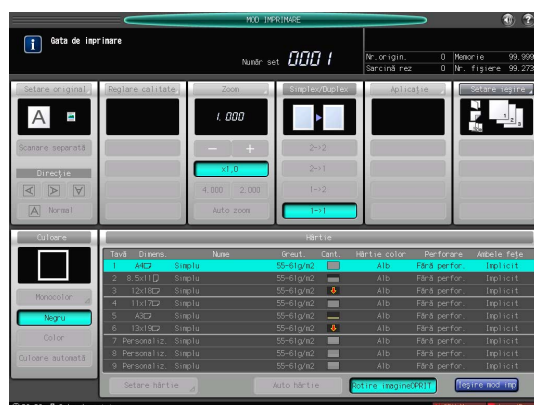 MOD IMPRIMARE
Gata de imprimare
Număr set 0001
Nr.origin. 0 Memorie 99.999
Sarcină rez 0 Nr. fişiere 99.273
Setare original Reglare calitate Zoom Simplex/Duplex Aplicaţie Setare ieşire
A 1.000 1 2 3
Scanare separată - + 2->2
Direcţie x1,0 2->1
A A A 4.000 2.000 1->2
A Normal Auto zoom 1->1
Culoare Hârtie
Tavă Dimens. Nume Greut. Cant. Hârtie color Perforare Ambele feţe
1 A4 Simplu 55-61g/m2 Alb Fără perfor. Implicit
2 8.5x11 Simplu 55-61g/m2 Alb Fără perfor. Implicit
3 12x18 Simplu 55-61g/m2 Alb Fără perfor. Implicit
4 11x17 Simplu 55-61g/m2 Alb Fără perfor. Implicit
5 A3 Simplu 55-61g/m2 Alb Fără perfor. Implicit
6 13x19 Simplu 55-61g/m2 Alb Fără perfor. Implicit
7 Personaliz. Simplu 55-61g/m2 Alb Fără perfor. Implicit
8 Personaliz. Simplu 55-61g/m2 Alb Fără perfor. Implicit
9 Personaliz. Simplu 55-61g/m2 Alb Fără perfor. Implicit
Monocolor
Negru
Color
Culoare automată
Setare hârtie Auto hârtie Rotire imagineOPRIT Ieşire mod imp